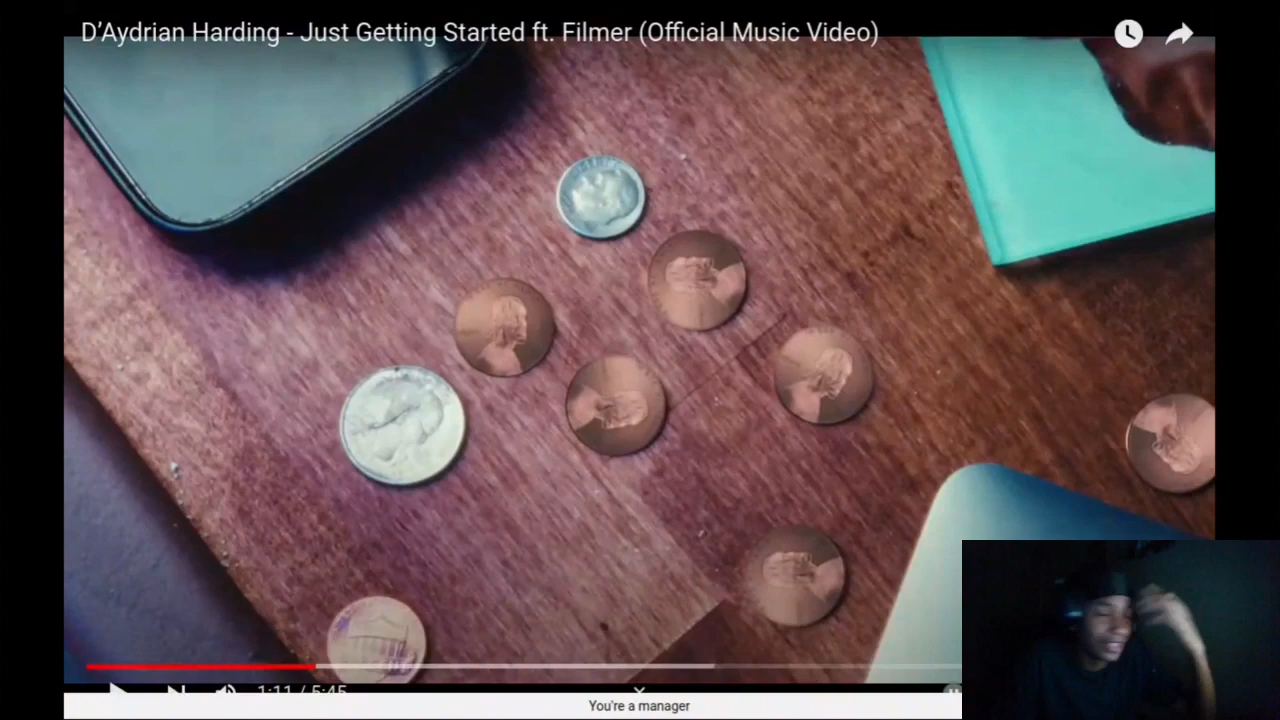 D’Aydrian Harding - Just Getting Started ft. Filmer (Official Music Video)
1:11 / 5:45
You're a manager